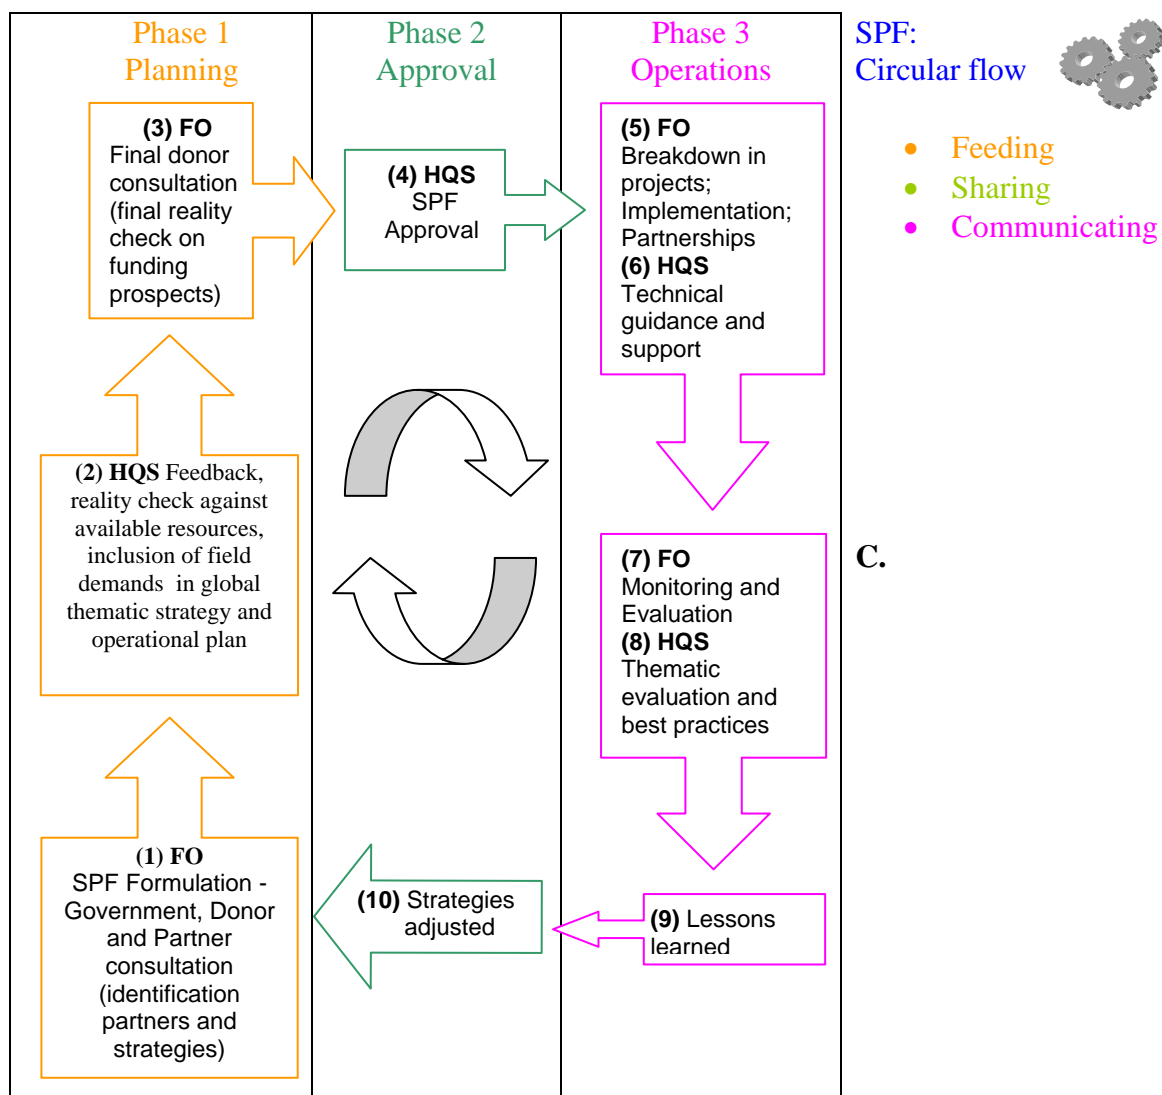 Phase 1
Planning
(3) FO
Final donor
consultation
(final reality
check on
funding
prospects)
(2) HQS Feedback,
reality check against
available resources,
inclusion of field
demands in global
thematic strategy and
operational plan
(1) FO
SPF Formulation -
Government, Donor
and Partner
consultation
(identification
partners and
strategies)
Phase 2
Approval
(4) HQS
SPF
Approval
(10) Strategies
adjusted
Phase 3
Operations
(5) FO
Breakdown in
projects;
Implementation;
Partnerships
(6) HQS
Technical
guidance and
support
(7) FO
Monitoring and
Evaluation
(8) HQS
Thematic
evaluation and
best practices
(9) Lessons
learned
SPF:
Circular flow
• Feeding
• Sharing
• Communicating
C.